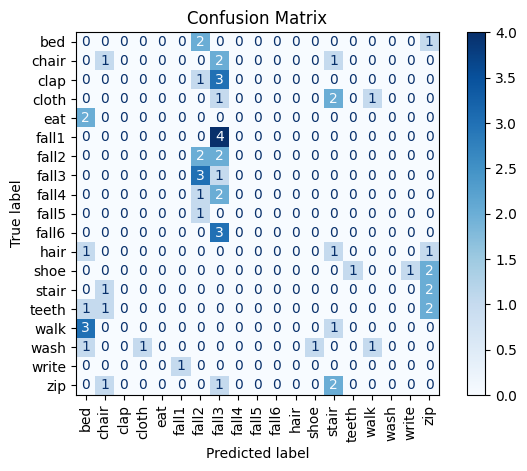 Confusion Matrix
bed 0 0 0 0 0 0 2 0 0 0 0 0 0 0 0 0 0 0 1
chair 0 1 0 0 0 0 0 2 0 0 0 0 0 1 0 0 0 0 0
clap 0 0 0 0 0 0 1 3 0 0 0 0 0 0 0 0 0 0 0
cloth 0 0 0 0 0 0 0 1 0 0 0 0 0 2 0 1 0 0 0
eat 2 0 0 0 0 0 0 0 0 0 0 0 0 0 0 0 0 0 0
fall1 0 0 0 0 0 0 0 4 0 0 0 0 0 0 0 0 0 0 0
fall2 0 0 0 0 0 0 2 2 0 0 0 0 0 0 0 0 0 0 0
fall3 0 0 0 0 0 0 3 1 0 0 0 0 0 0 0 0 0 0 0
fall4 0 0 0 0 0 0 1 2 0 0 0 0 0 0 0 0 0 0 0
fall5 0 0 0 0 0 0 1 0 0 0 0 0 0 0 0 0 0 0 0
fall6 0 0 0 0 0 0 0 3 0 0 0 0 0 0 0 0 0 0 0
hair 1 0 0 0 0 0 0 0 0 0 0 0 0 1 0 0 0 0 1
shoe 0 0 0 0 0 0 0 0 0 0 0 0 0 0 1 0 0 1 2
stair 0 1 0 0 0 0 0 0 0 0 0 0 0 0 0 0 0 0 2
teeth 1 1 0 0 0 0 0 0 0 0 0 0 0 0 0 0 0 0 2
walk 3 0 0 0 0 0 0 0 0 0 0 0 0 1 0 0 0 0 0
wash 1 0 0 1 0 0 0 0 0 0 0 0 1 0 0 1 0 0 0
write 0 0 0 0 0 1 0 0 0 0 0 0 0 0 0 0 0 0 0
zip 0 1 0 0 0 0 0 1 0 0 0 0 0 2 0 0 0 0 0
bed chair clap cloth eat fall1 fall2 fall3 fall4 fall5 fall6 hair shoe stair teeth walk wash write zip
Predicted label
True label
4.0
3.5
3.0
2.5
2.0
1.5
1.0
0.5
0.0